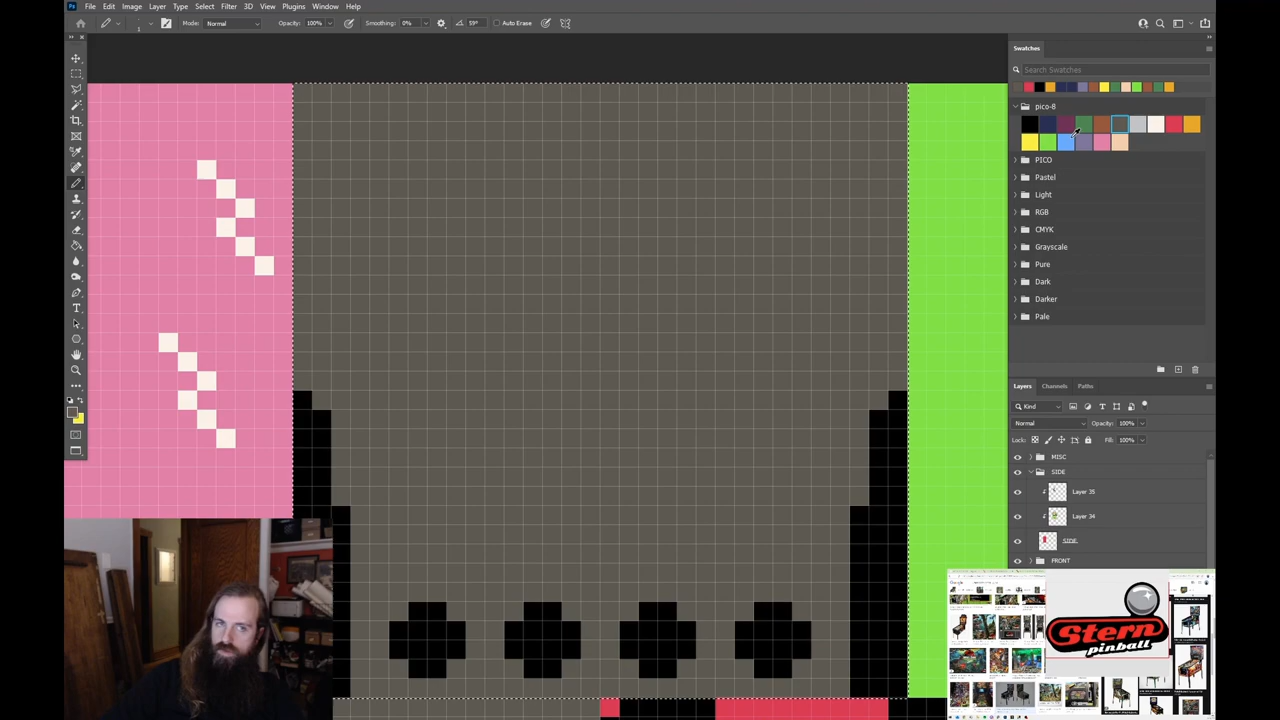 File Edit Image Layer Type Select Filter 3D View Plugins Window Help
Mode: Normal Opacity: 100% Smoothing: 0% 59° Auto Erase
1
Swatches
Search Swatches
pico-8
PICO
Pastel
Light
RGB
CMYK
Grayscale
Pure
Dark
Darker
Pale
Layers Channels Paths
Kind
Normal Opacity: 100%
Lock: Fill: 100%
MISC
SIDE
Layer 35
Layer 34
SIDE
FRONT
Stern
pinball